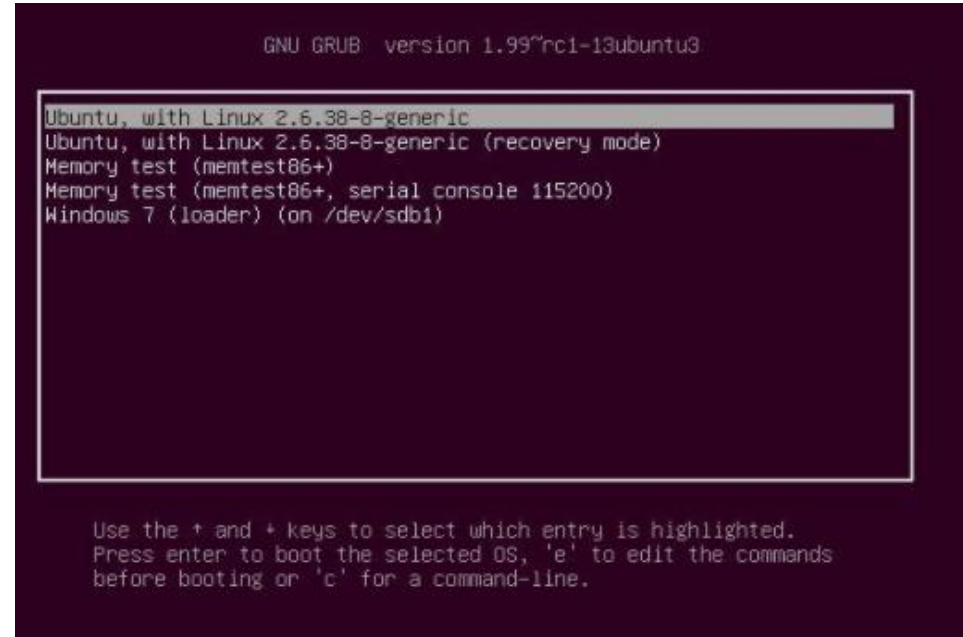 GNU GRUB version 1.99~rc1-13ubuntu3
Ubuntu, with Linux 2.6.38-8-generic
Ubuntu, with Linux 2.6.38-8-generic (recovery mode)
Memory test (memtest86+)
Memory test (memtest86+, serial console 115200)
Windows 7 (loader) (on /dev/sdb1)
Use the ↑ and ↓ keys to select which entry is highlighted.
Press enter to boot the selected OS, 'e' to edit the commands
before booting or 'c' for a command-line.